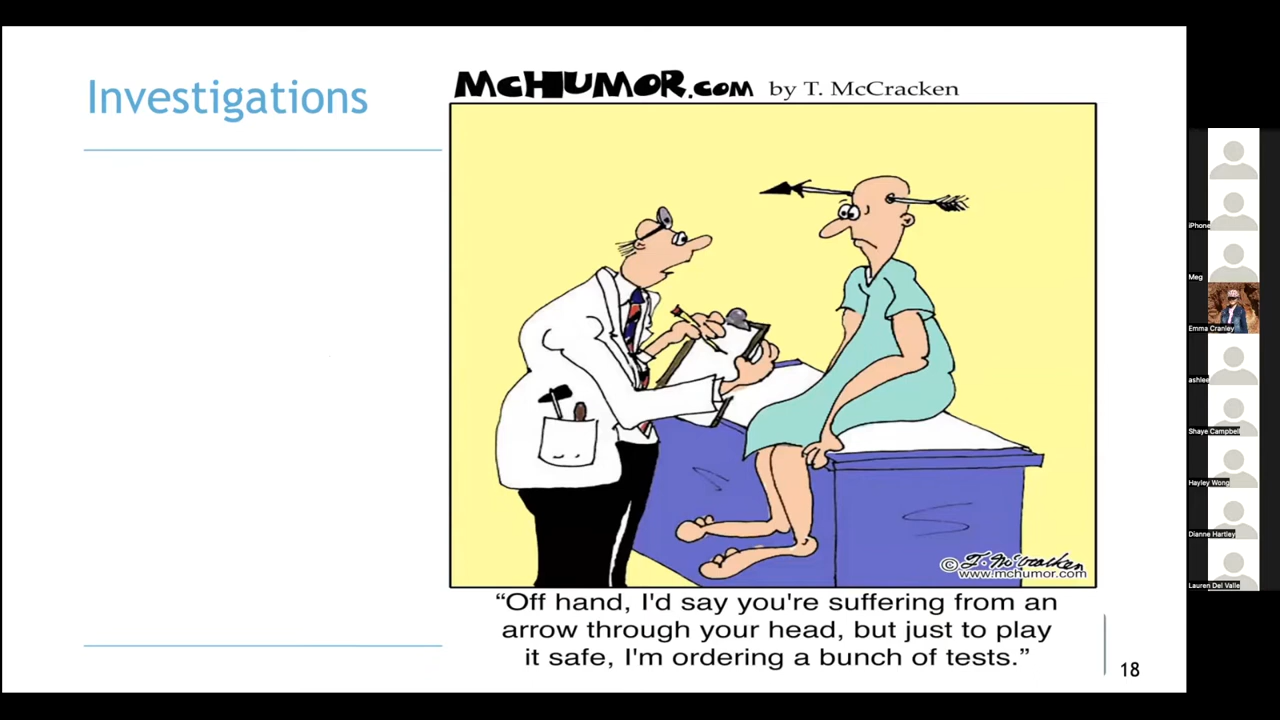 Investigations
McHUMOR.COM by T. McCracken
© T. McCracken
www.mchumor.com
“Off hand, I'd say you're suffering from an
arrow through your head, but just to play
it safe, I'm ordering a bunch of tests.”
18
iPhone
Meg
Emma Cranley
ashlee
Shaye Campbell
Hayley Wong
Dianne Hartley
Lauren Del Valle